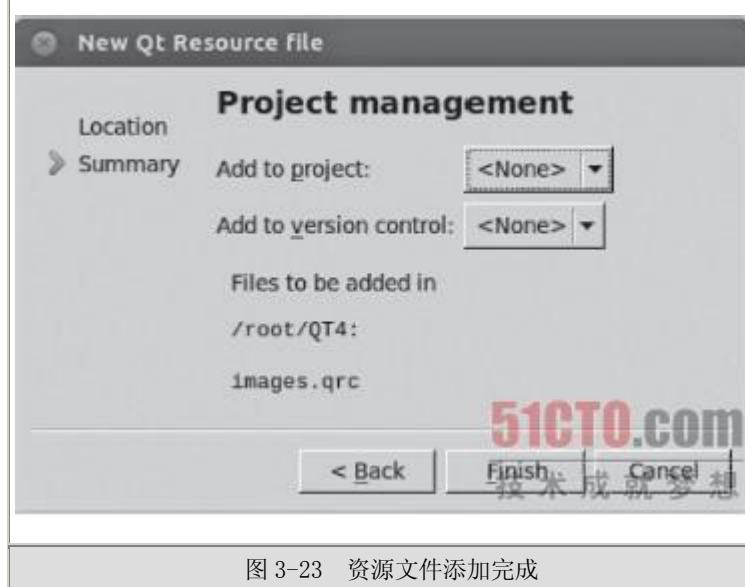 New Qt Resource file
Location
Summary
Project management
Add to project:
<None>
Add to version control:
<None>
Files to be added in
/root/QT4:
images.qrc
51CTO.com
技术成就梦想
< Back
Finish
Cancel
图 3-23 资源文件添加完成